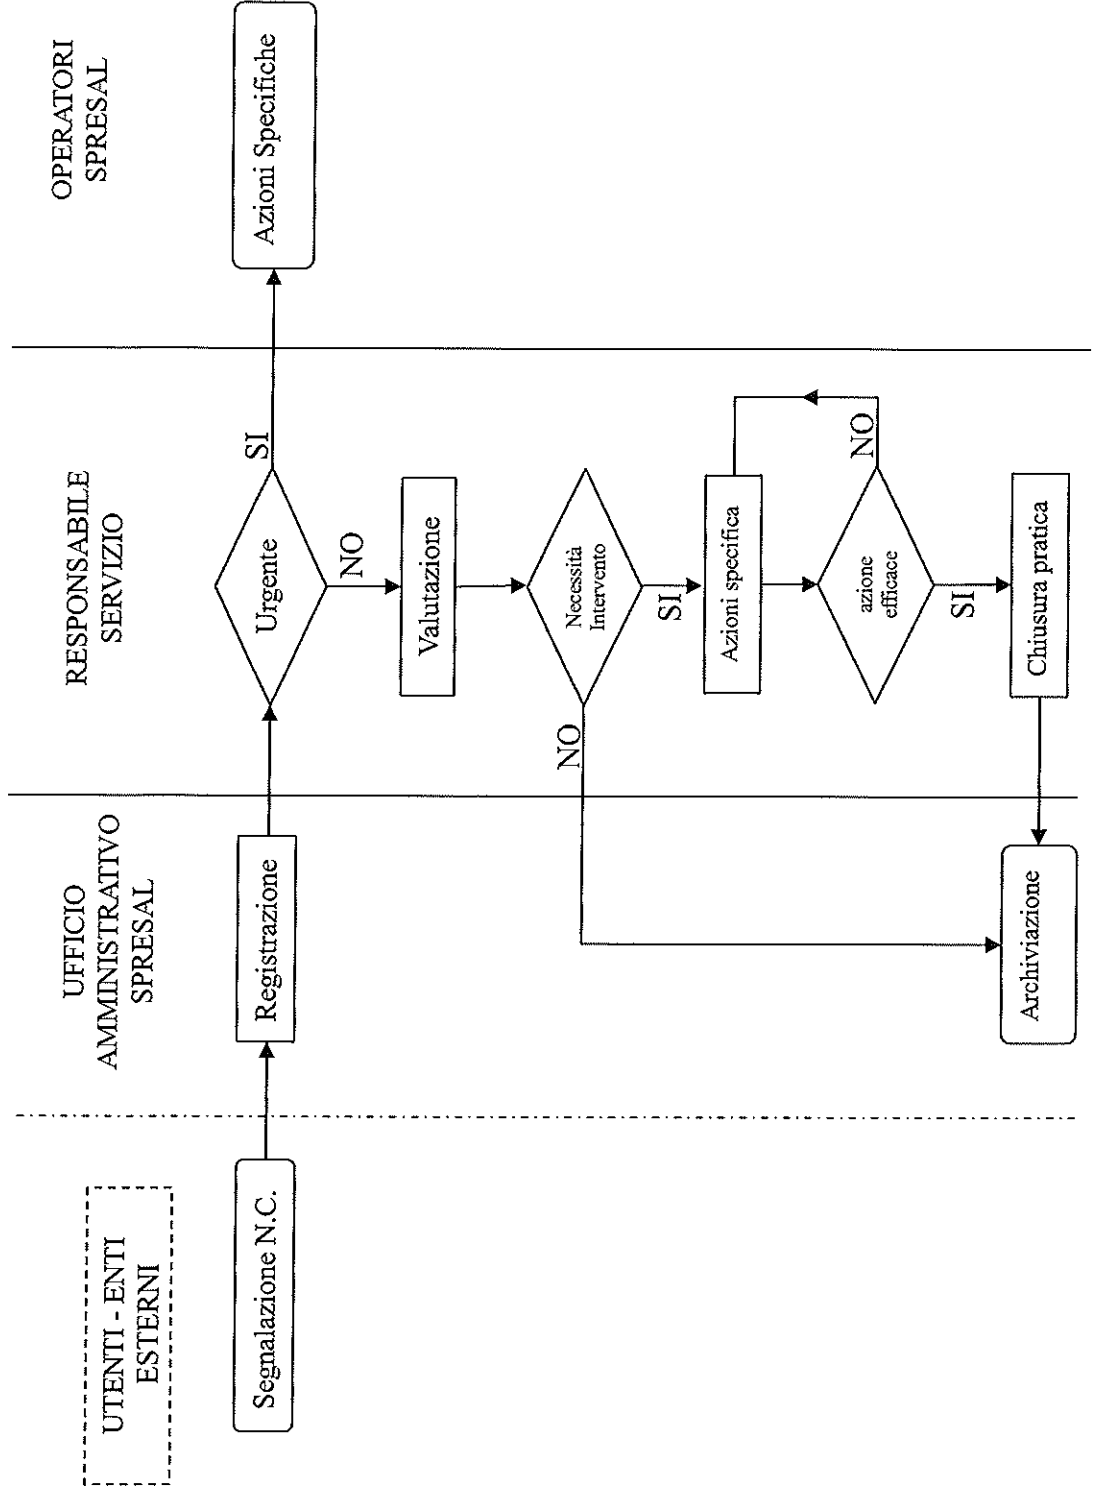 UTENTI - ENTI
ESTERNI
UFFICIO
AMMINISTRATIVO
SPRESAL
RESPONSABILE
SERVIZIO
OPERATORI
SPRESAL
Segnalazione N.C.
Registrazione
Urgente
SI
Azioni Specifiche
NO
Valutazione
Necessità
Intervento
NO
SI
Azioni specifica
azione
efficace
NO
SI
Chiusura pratica
Archiviazione